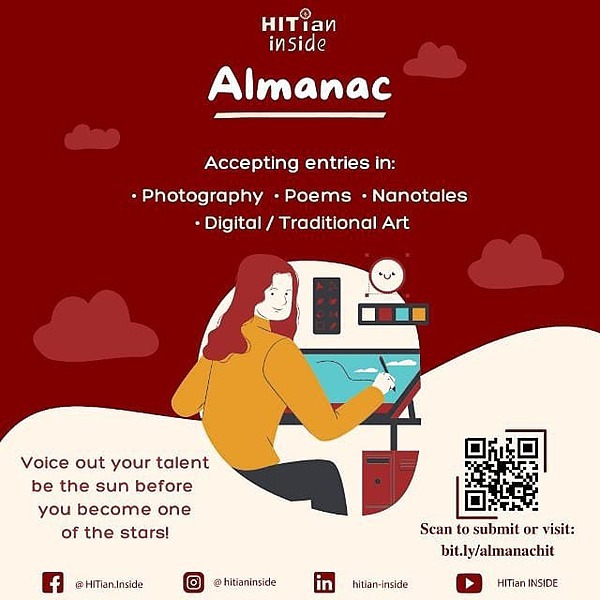 HITian
inside
Almanac
Accepting entries in:
• Photography • Poems • Nanotales
• Digital / Traditional Art
Voice out your talent
be the sun before
you become one
of the stars!
Scan to submit or visit:
bit.ly/almanachit
@HITian.Inside @hitianinside hitian-inside HITian INSIDE